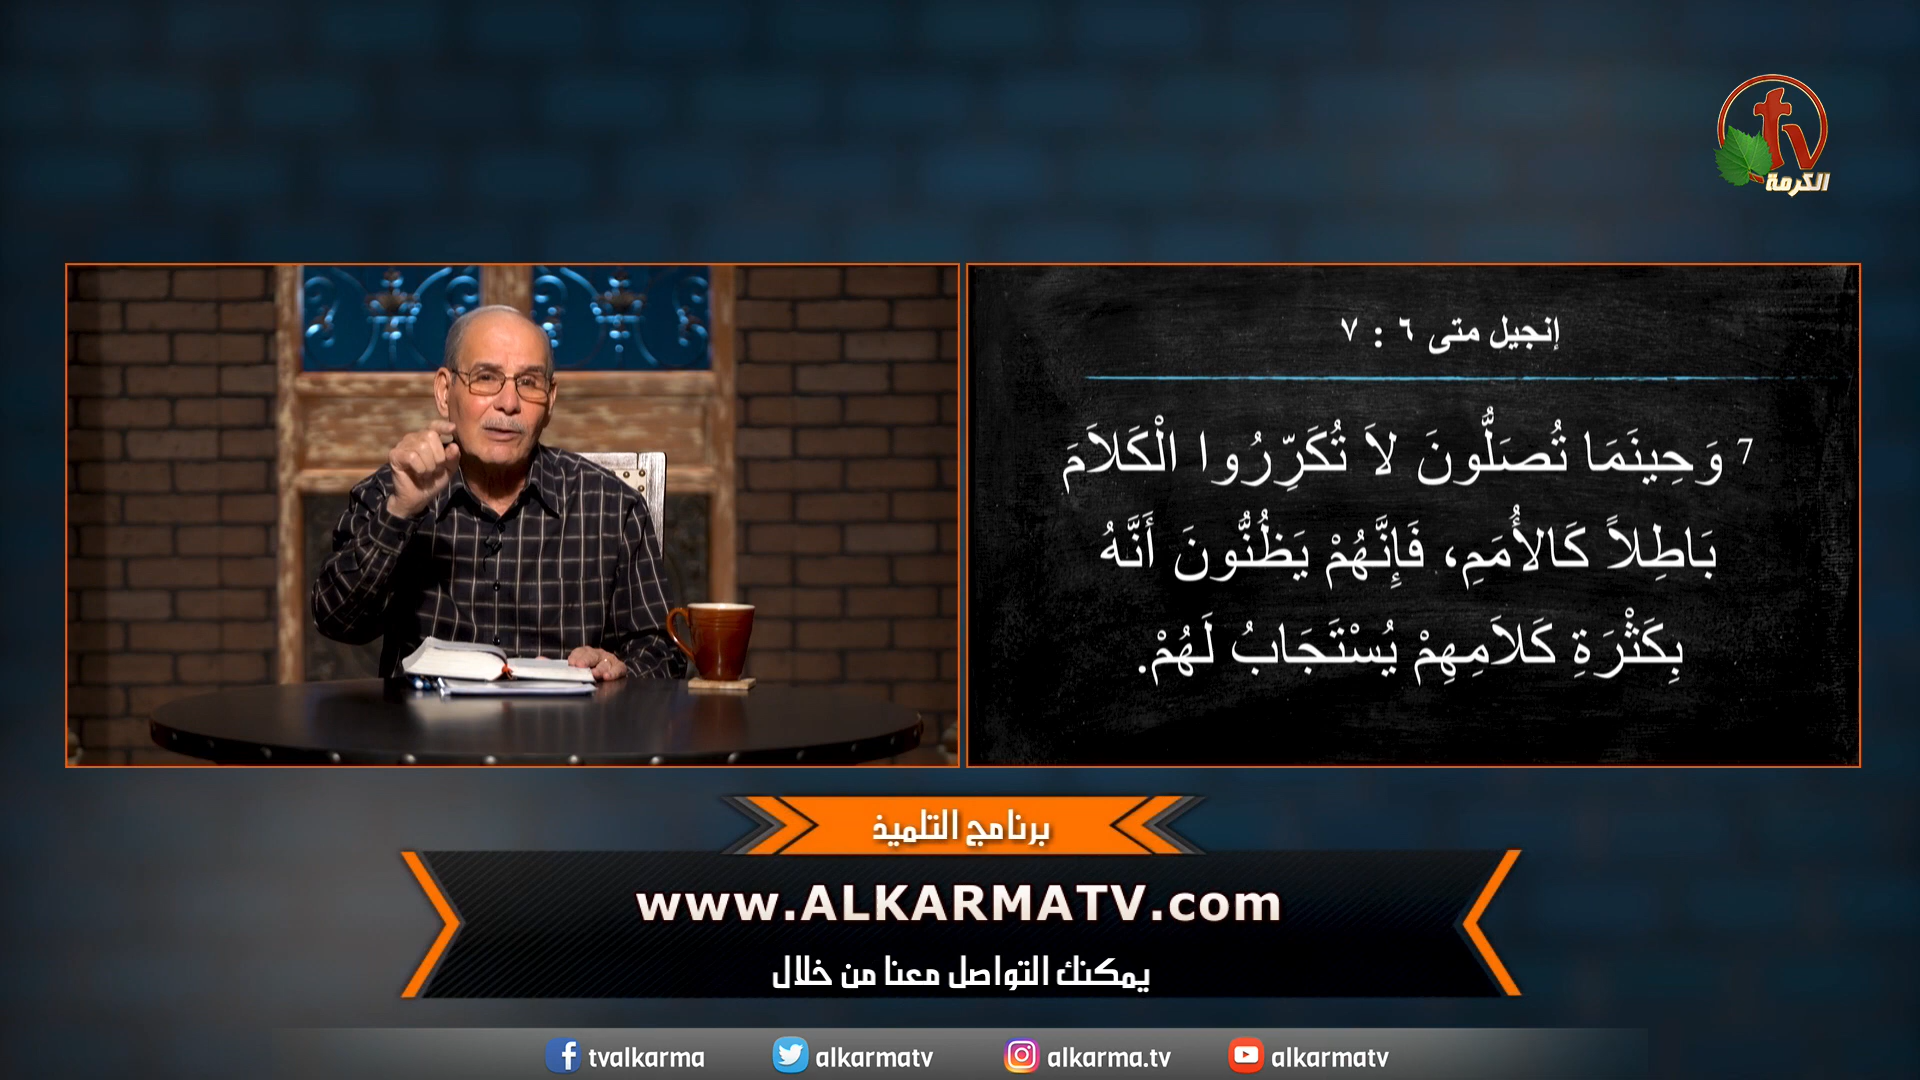 tv
الكرمة
إنجيل متى ٦ : ٧
7 وَحِينَمَا تُصَلُّونَ لاَ تُكَرِّرُوا الْكَلاَمَ
بَاطِلاً كَالأُمَمِ، فَإِنَّهُمْ يَظُنُّونَ أَنَّهُ
بِكَثْرَةِ كَلاَمِهِمْ يُسْتَجَابُ لَهُمْ.
برنامج التلميذ
www.ALKARMATV.com
يمكنك التواصل معنا من خلال
tvalkarma alkarmatv alkarma.tv alkarmatv